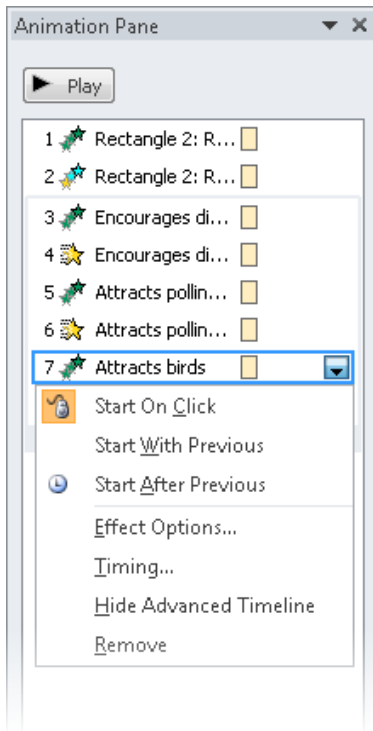 Animation Pane
Play
1 Rectangle 2: R...
2 Rectangle 2: R...
3 Encourages di...
4 Encourages di...
5 Attracts pollin...
6 Attracts pollin...
7 Attracts birds
Start On Click
Start With Previous
Start After Previous
Effect Options...
Timing...
Hide Advanced Timeline
Remove